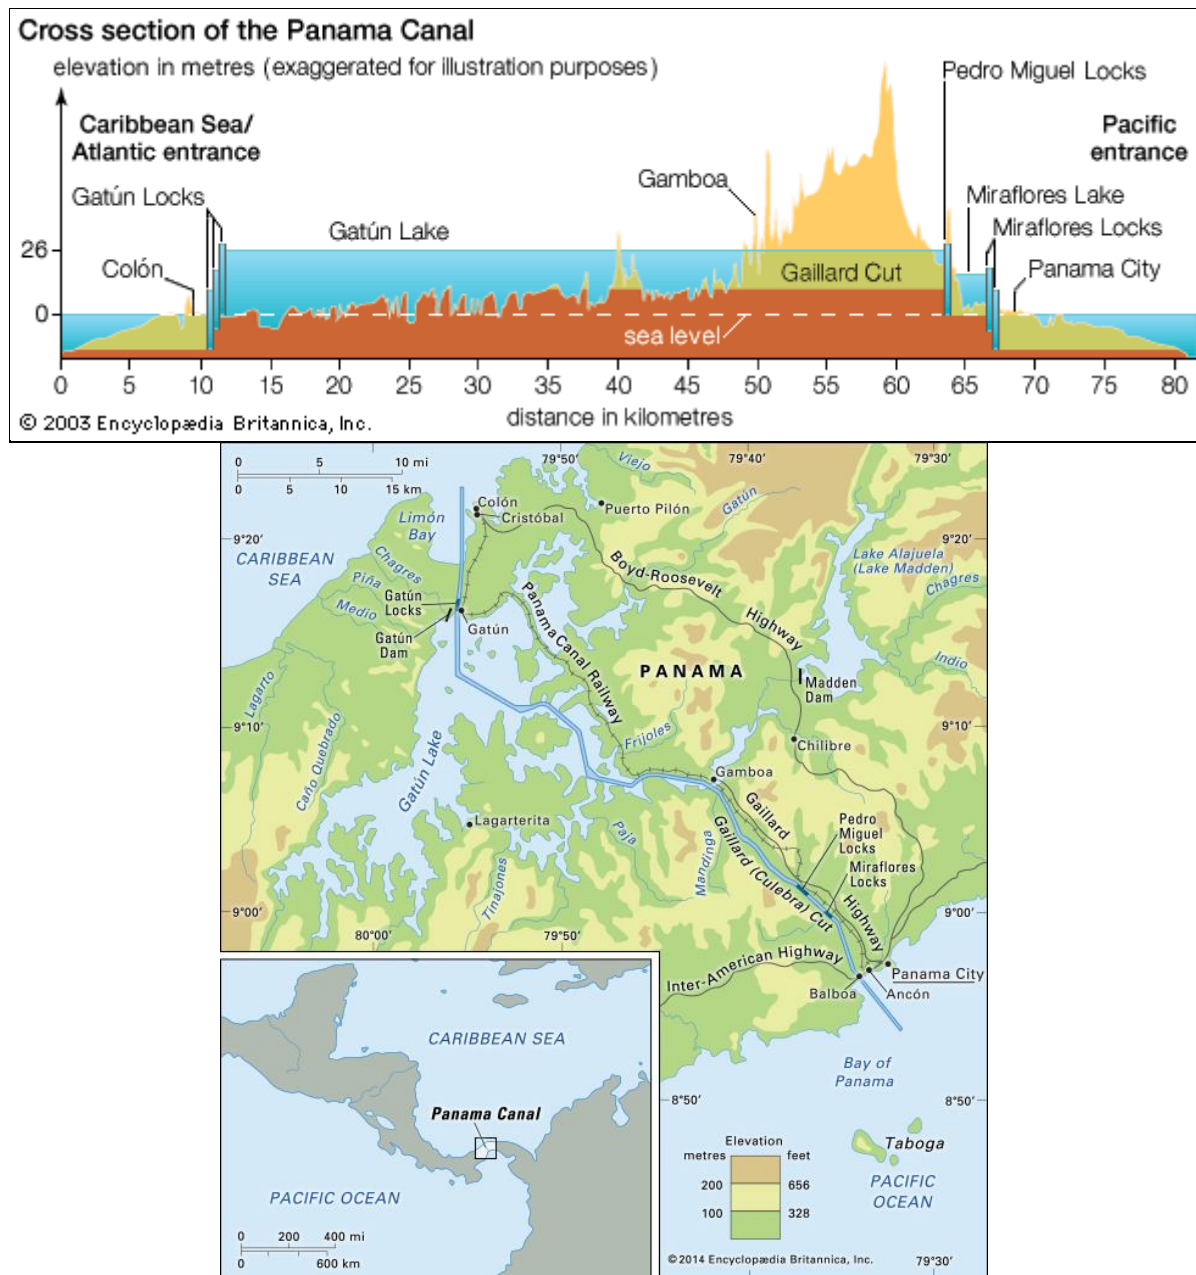 Cross section of the Panama Canal
elevation in metres (exaggerated for illustration purposes)
Pedro Miguel Locks
Caribbean Sea/
Atlantic entrance
Pacific
entrance
Gatún Locks
Gamboa
Miraflores Lake
Gatún Lake
Miraflores Locks
26
Colón
Gaillard Cut
Panama City
0
sea level
0 5 10 15 20 25 30 35 40 45 50 55 60 65 70 75 80
distance in kilometres
© 2003 Encyclopædia Britannica, Inc.
0 5 10 mi
0 5 10 15 km
79°50′
79°40′
79°30′
Viejo
Gatún
Colón
Cristóbal
Puerto Pilón
Limón
Bay
9°20′
9°20′
CARIBBEAN
SEA
Chagres
Piña
Medio
Gatún
Locks
Gatún
Dam
Gatún
Boyd-Roosevelt
Highway
Lake Alajuela
(Lake Madden)
Chagres
Panama Canal Railway
PANAMA
Madden
Dam
Indio
Lagarto
Caño Quebrado
9°10′
9°10′
Frijoles
Chilibre
Gatún Lake
Gamboa
Lagarterita
Paja
Mandinga
Gaillard
Highway
Gaillard (Culebra) Cut
Pedro
Miguel
Locks
Miraflores
Locks
Tinajones
9°00′
9°00′
80°00′
79°50′
Inter-American Highway
Panama City
Balboa
Ancón
Bay of
Panama
8°50′
8°50′
Taboga
PACIFIC
OCEAN
Elevation
metres feet
200 656
100 328
© 2014 Encyclopædia Britannica, Inc.
79°30′
CARIBBEAN SEA
Panama Canal
PACIFIC OCEAN
0 200 400 mi
0 600 km